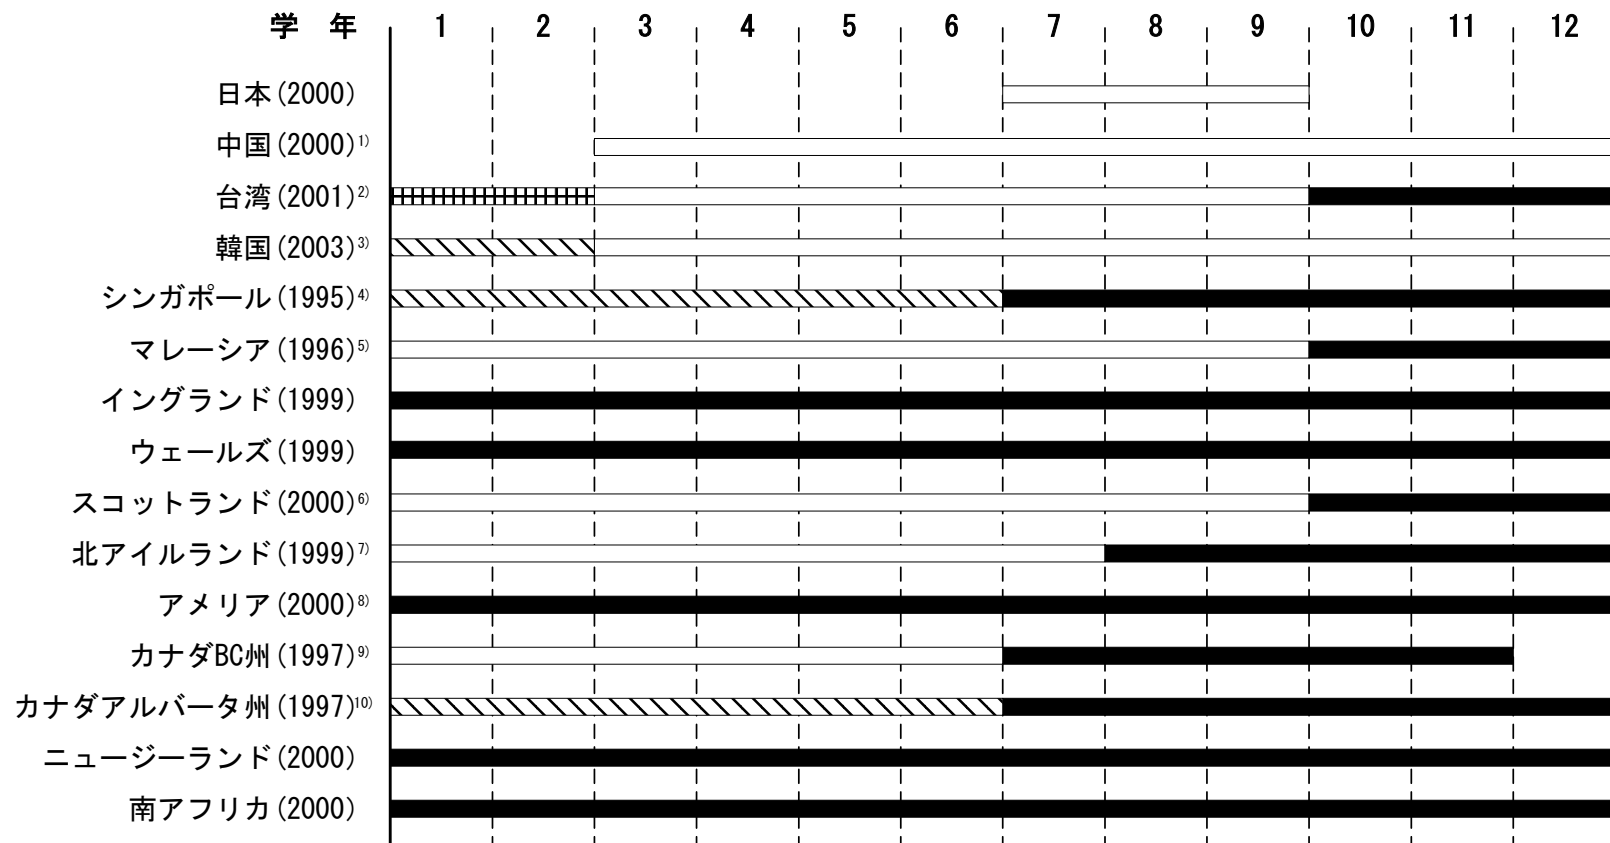 学 年 1 2 3 4 5 6 7 8 9 10 11 12
日本(2000)
中国(2000)1)
台湾(2001)2)
韓国(2003)3)
シンガポール(1995)4)
マレーシア(1996)5)
イングランド(1999)
ウェールズ(1999)
スコットランド(2000)6)
北アイルランド(1999)7)
アメリア(2000)8)
カナダBC州(1997)9)
カナダアルバータ州(1997)10)
ニュージーランド(2000)
南アフリカ(2000)